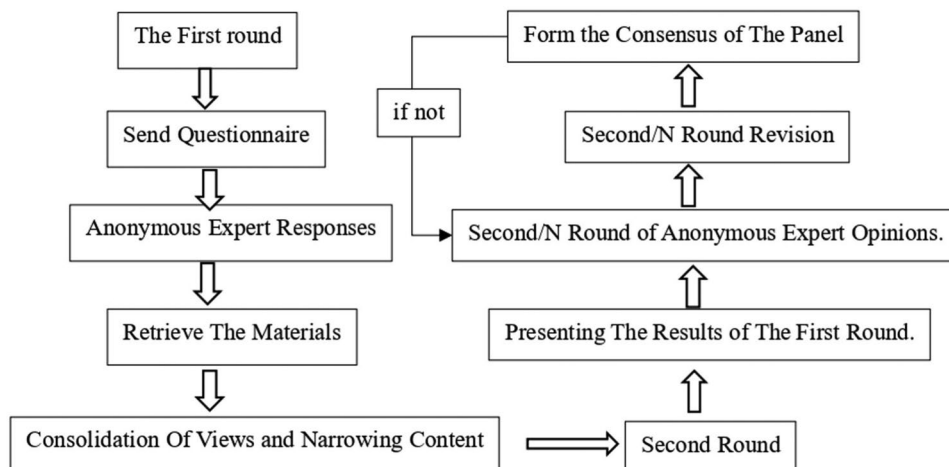 The First round
Send Questionnaire
Anonymous Expert Responses
Retrieve The Materials
Consolidation Of Views and Narrowing Content
Second Round
Presenting The Results of The First Round.
Second/N Round of Anonymous Expert Opinions.
Second/N Round Revision
Form the Consensus of The Panel
if not